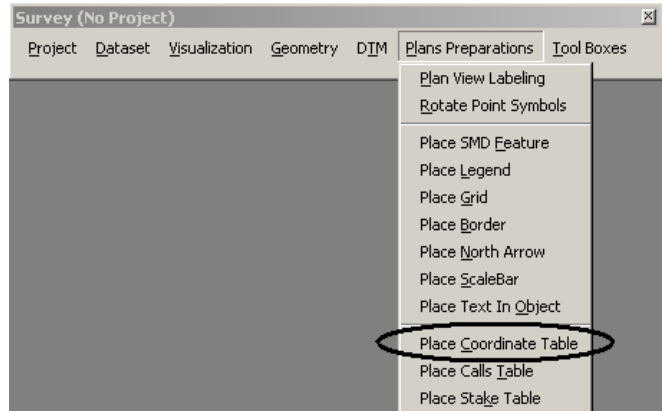 Survey (No Project)
Project Dataset Visualization Geometry DTM Plans Preparations Tool Boxes
Plan View Labeling
Rotate Point Symbols
Place SMD Feature
Place Legend
Place Grid
Place Border
Place North Arrow
Place ScaleBar
Place Text In Object
Place Coordinate Table
Place Calls Table
Place Stake Table